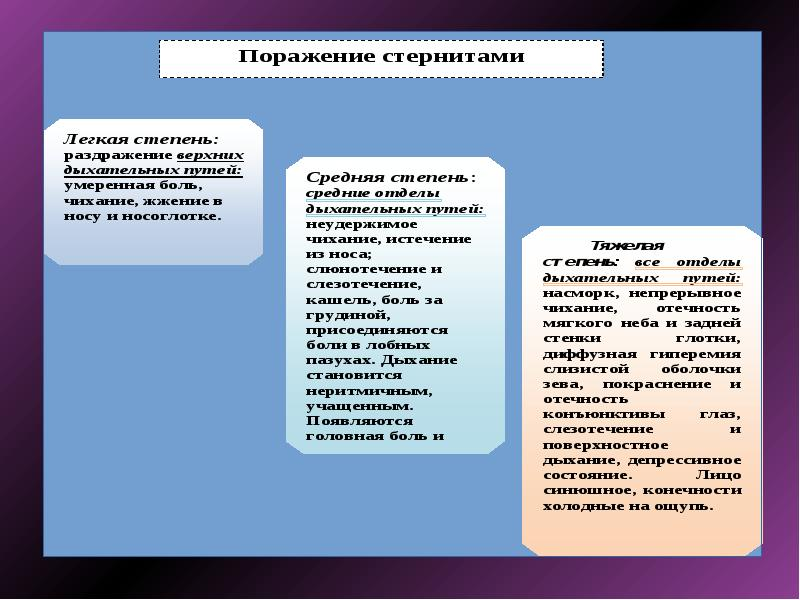 Поражение стернитами
Легкая степень:
раздражение верхних
дыхательных путей:
умеренная боль,
чихание, жжение в
носу и носоглотке.
Средняя степень:
средние отделы
дыхательных путей:
неудержимое
чихание, истечение
из носа;
слюнотечение и
слезотечение,
кашель, боль за
грудиной,
присоединяются
боли в лобных
пазухах. Дыхание
становится
неритмичным,
учащенным.
Появляются
головная боль и
Тяжелая
степень: все отделы
дыхательных путей:
насморк, непрерывное
чихание, отечность
мягкого неба и задней
стенки глотки,
диффузная гиперемия
слизистой оболочки
зева, покраснение и
отечность
конъюнктивы глаз,
слезотечение и
поверхностное
дыхание, депрессивное
состояние. Лицо
синюшное, конечности
холодные на ощупь.